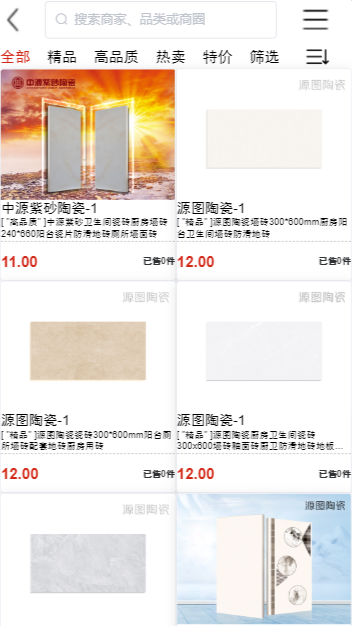 搜索商家、品类或商圈
全部 精品 高品质 热卖 特价 筛选
中源紫砂陶瓷
源图陶瓷
中源紫砂陶瓷-1
[ "高品质" ]中源紫砂卫生间瓷砖厨房墙砖
240*660阳台瓷片防滑地砖厕所墙面砖
11.00
已售0件
源图陶瓷-1
[ "精品" ]源图陶瓷墙砖300*600mm厨房阳
台卫生间墙砖防滑地砖
12.00
已售0件
源图陶瓷
源图陶瓷
源图陶瓷-1
[ "精品" ]源图陶瓷瓷砖300*600mm阳台厕
所墙砖配套地砖厨房用砖
12.00
已售0件
源图陶瓷-1
[ "精品" ]源图陶瓷厨房卫生间瓷砖
300x600墙砖釉面砖厨卫防滑地砖地板...
12.00
已售0件
源图陶瓷
源图陶瓷